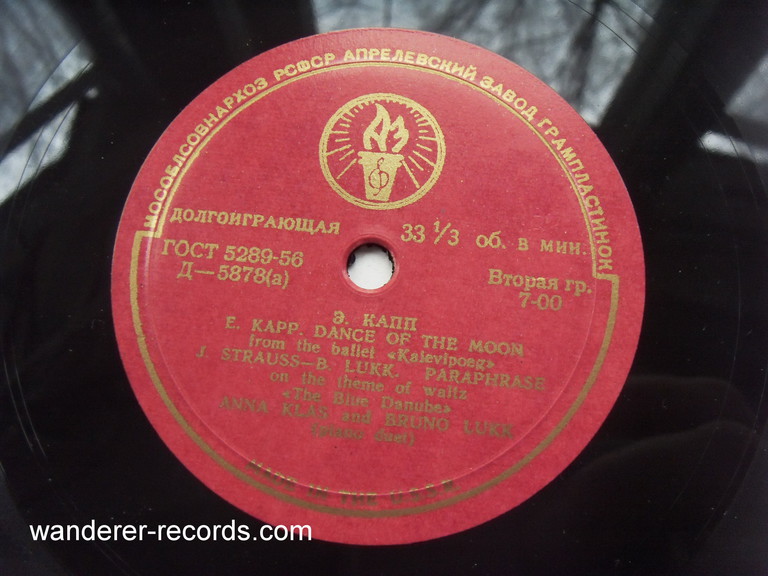 МОСОБЛСОВНАРХОЗ РСФСР АПРЕЛЕВСКИЙ ЗАВОД ГРАМПЛАСТИНОК
АЗ
ДОЛГОИГРАЮЩАЯ 33 1/3 об. в мин.
ГОСТ 5289-56
Д—5878(а)
Вторая гр.
7-00
Э. КАПП
E. KAPP. DANCE OF THE MOON
from the ballet «Kalevipoeg»
J. STRAUSS—B. LUKK. PARAPHRASE
on the theme of waltz
«The Blue Danube»
ANNA KLAS and BRUNO LUKK
(piano duet)
MADE IN THE USSR
wanderer-records.com